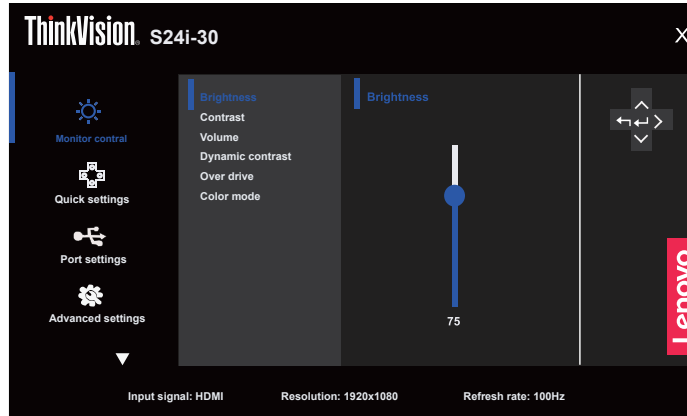 ThinkVision. S24i-30
X
Monitor contral
Quick settings
Port settings
Advanced settings
Brightness
Contrast
Volume
Dynamic contrast
Over drive
Color mode
Brightness
75
Lenovo
Input signal: HDMI Resolution: 1920x1080 Refresh rate: 100Hz